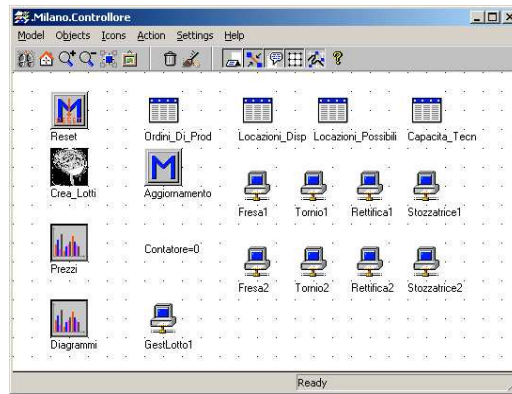 .Milano.Controllore
Model Objects Icons Action Settings Help
Reset Ordini_Di_Prod Locazioni_Disp Locazioni_Possibili Capacita_Tecn
Crea_Lotti Aggiornamento
Fresa1 Tornio1 Rettifica1 Stozzatrice1
Contatore=0
Prezzi
Fresa2 Tornio2 Rettifica2 Stozzatrice2
Diagrammi GestLotto1
Ready